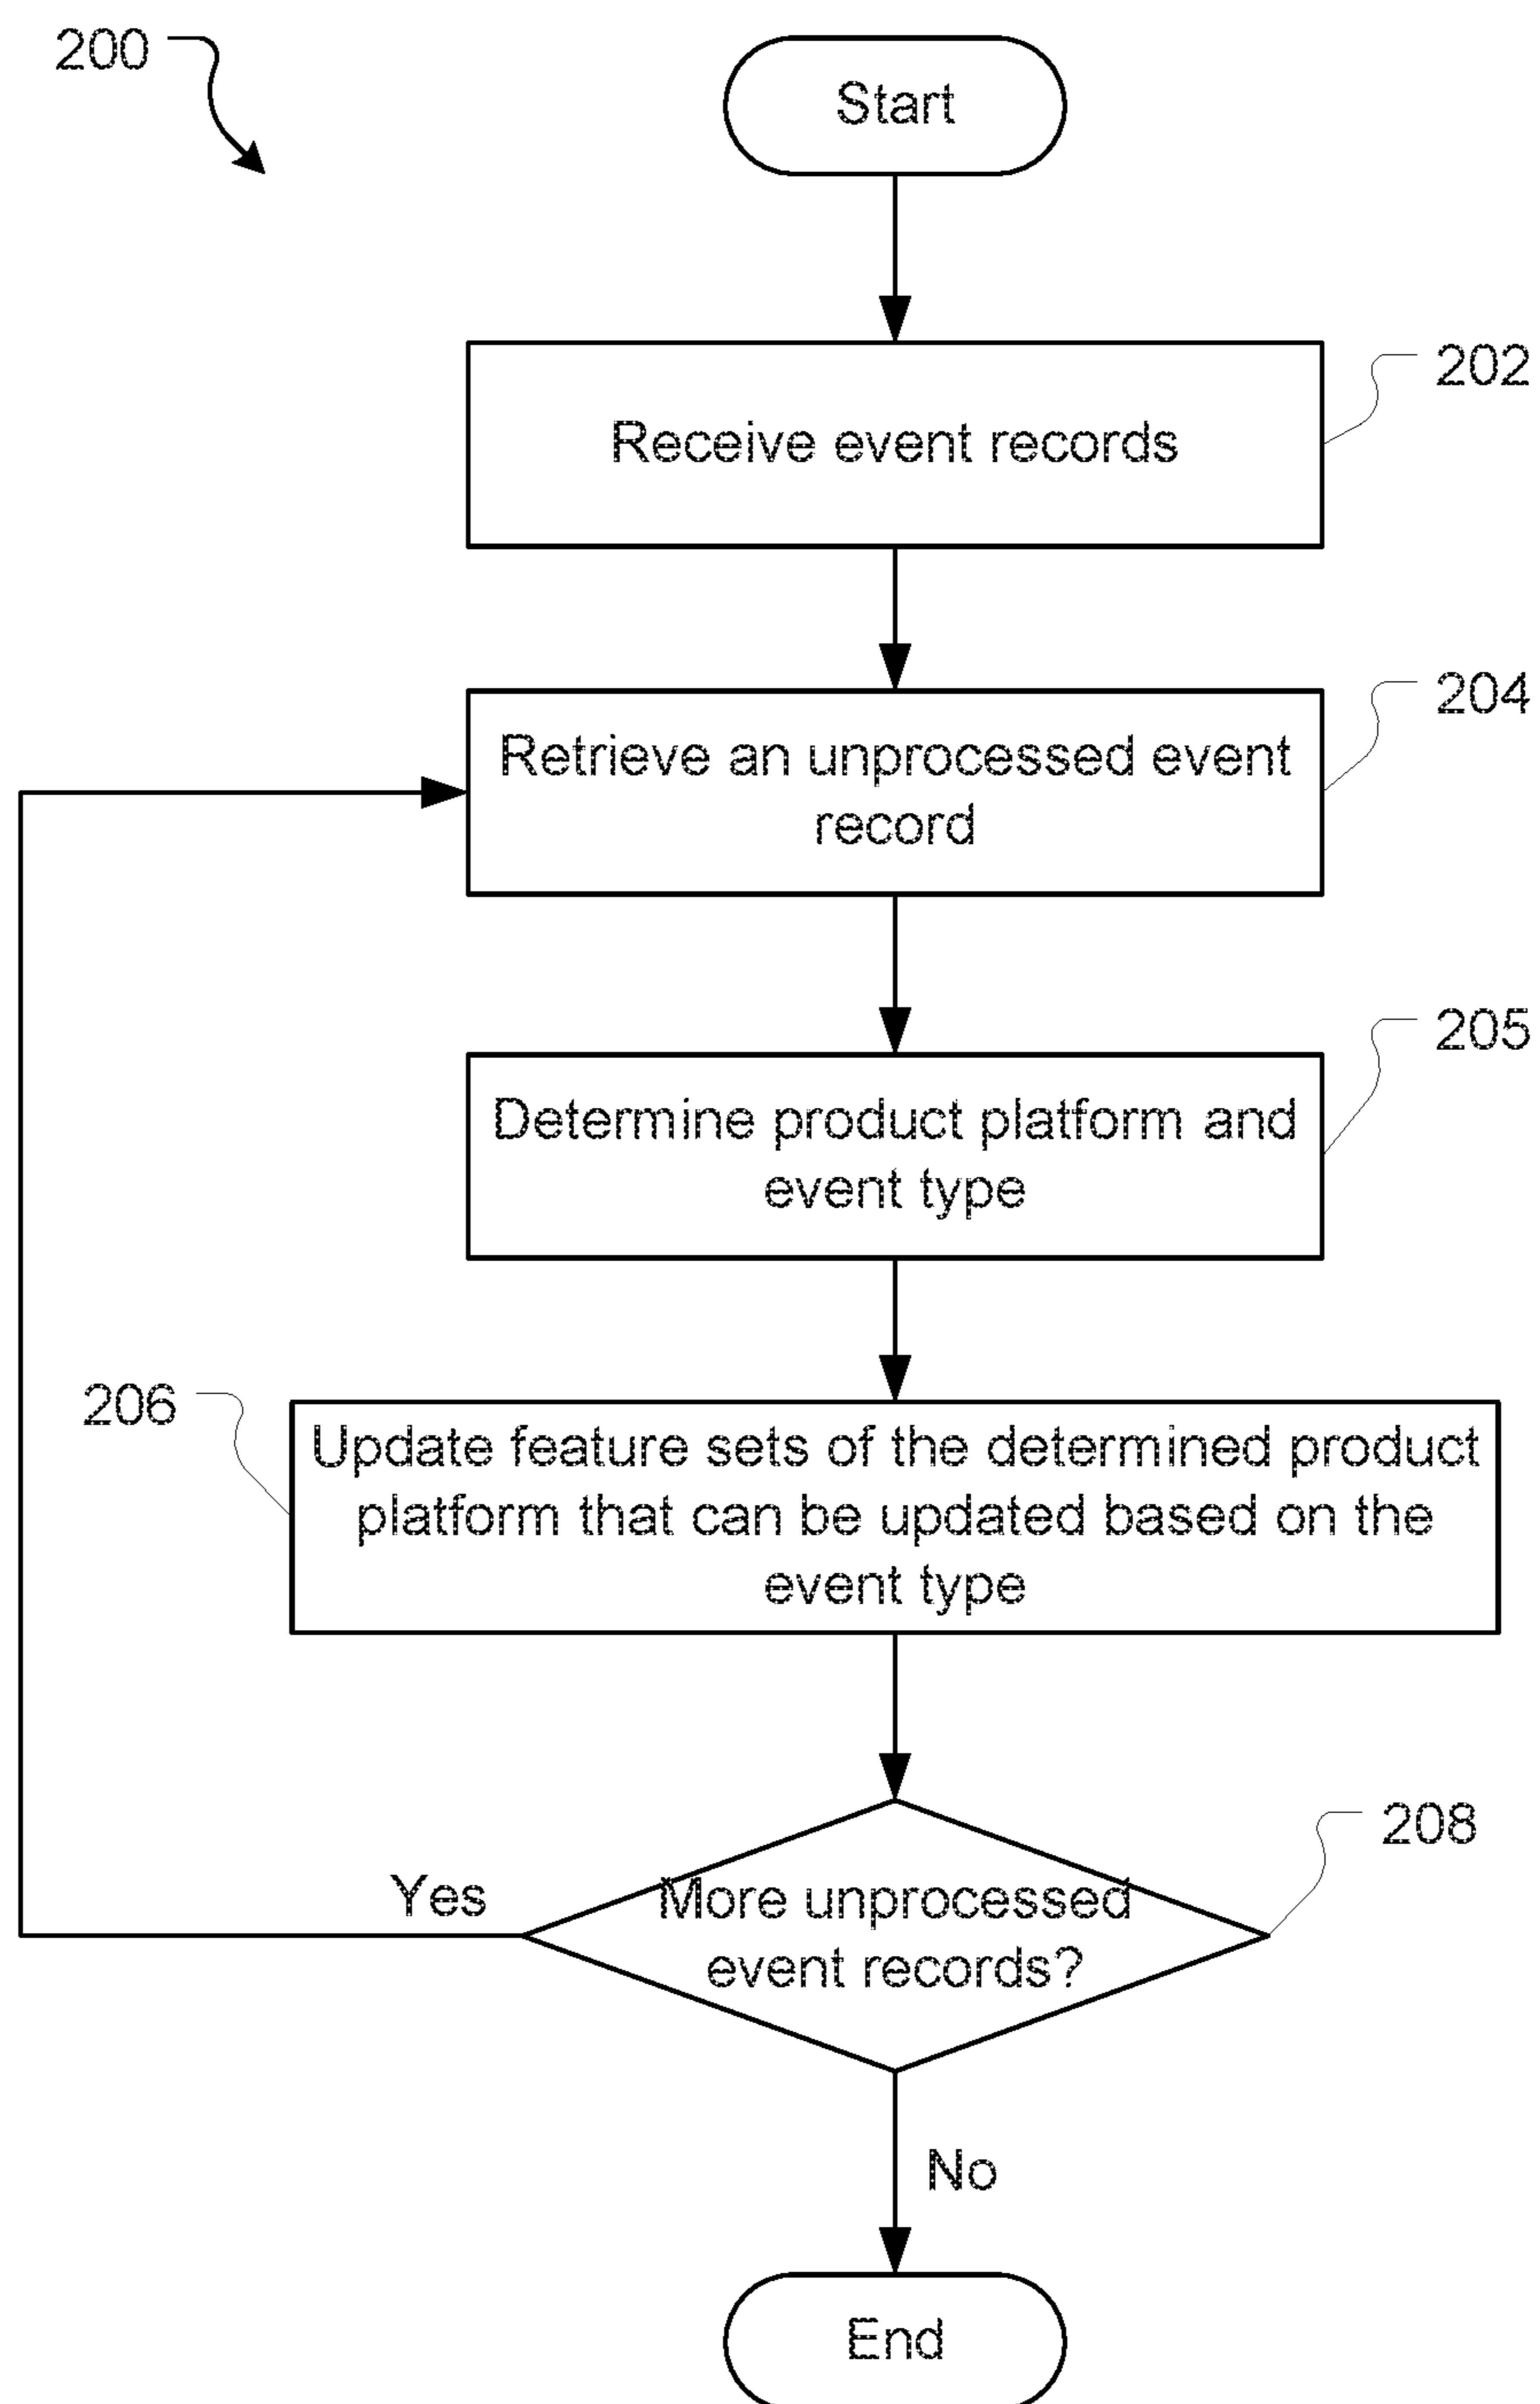 200
Start
Receive event records
202
Retrieve an unprocessed event
record
204
Determine product platform and
event type
205
206
Update feature sets of the determined product
platform that can be updated based on the
event type
208
Yes
More unprocessed
event records?
No
End